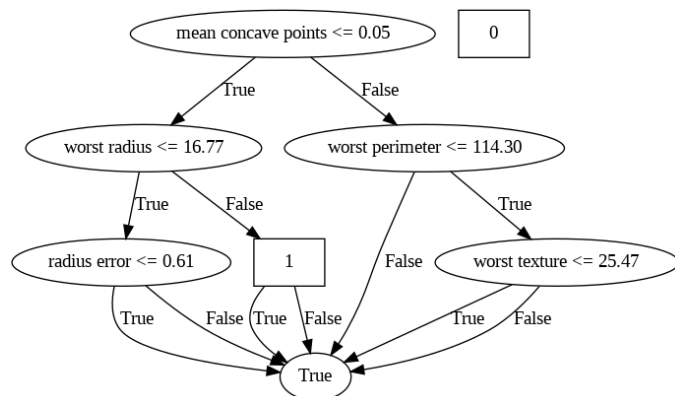 mean concave points <= 0.05
0
True
False
worst radius <= 16.77
worst perimeter <= 114.30
True
False
True
radius error <= 0.61
1
False
worst texture <= 25.47
True
False
True
False
True
False
True